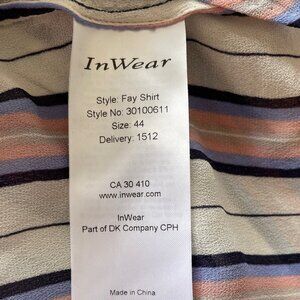 InWear
Style: Fay Shirt
Style No: 30100611
Size: 44
Delivery: 1512
CA 30 410
www.inwear.com
InWear
Part of DK Company CPH
Made in China